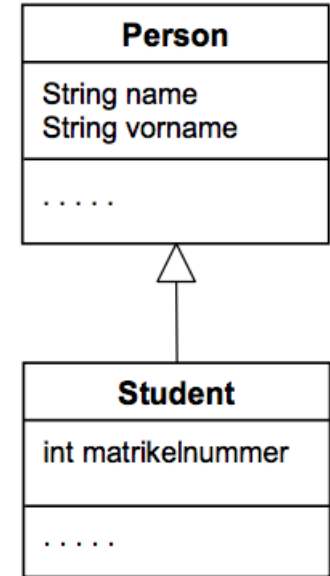 Person
String name
String vorname
. . . . .
Student
int matrikelnummer
. . . . .